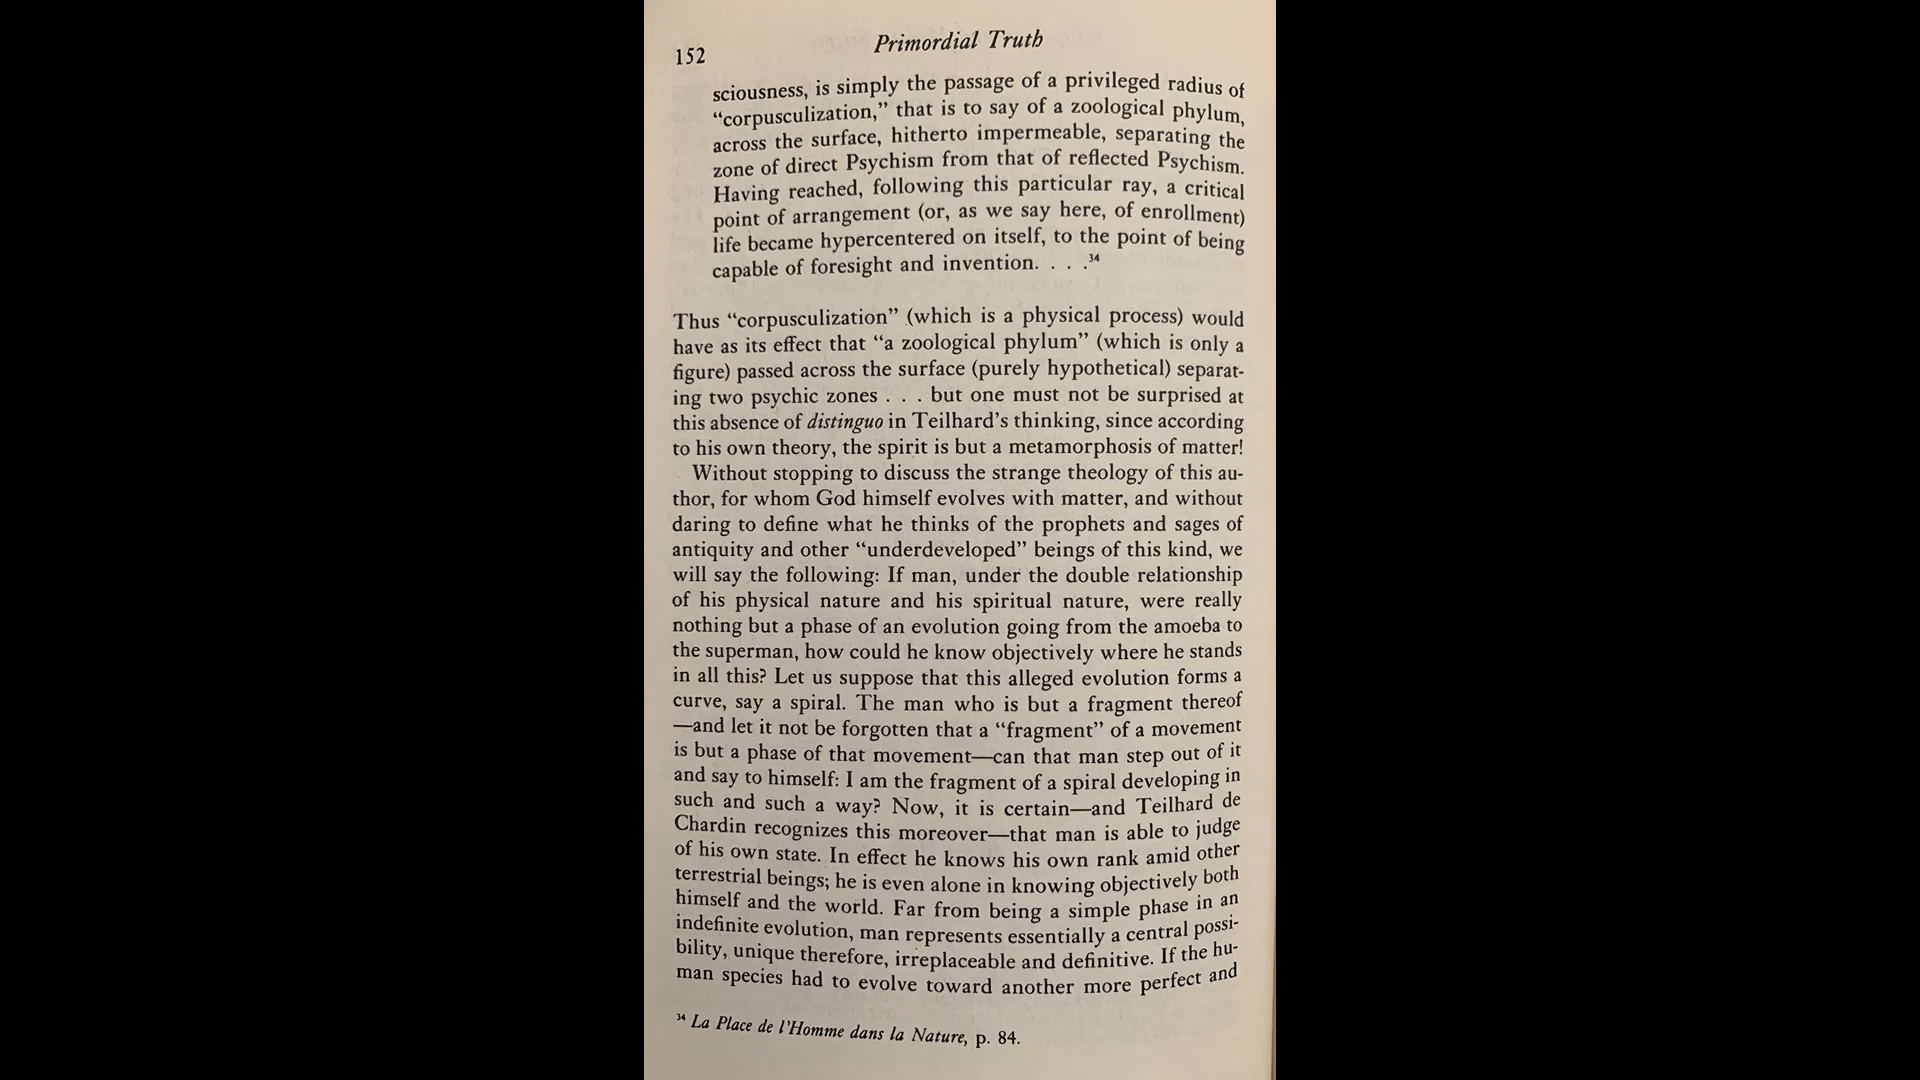 152
Primordial Truth
sciousness, is simply the passage of a privileged radius of
“corpusculization,” that is to say of a zoological phylum,
across the surface, hitherto impermeable, separating the
zone of direct Psychism from that of reflected Psychism.
Having reached, following this particular ray, a critical
point of arrangement (or, as we say here, of enrollment)
life became hypercentered on itself, to the point of being
capable of foresight and invention. . . .³⁴
Thus “corpusculization” (which is a physical process) would
have as its effect that “a zoological phylum” (which is only a
figure) passed across the surface (purely hypothetical) separat-
ing two psychic zones . . . but one must not be surprised at
this absence of distinguo in Teilhard’s thinking, since according
to his own theory, the spirit is but a metamorphosis of matter!
Without stopping to discuss the strange theology of this au-
thor, for whom God himself evolves with matter, and without
daring to define what he thinks of the prophets and sages of
antiquity and other “underdeveloped” beings of this kind, we
will say the following: If man, under the double relationship
of his physical nature and his spiritual nature, were really
nothing but a phase of an evolution going from the amoeba to
the superman, how could he know objectively where he stands
in all this? Let us suppose that this alleged evolution forms a
curve, say a spiral. The man who is but a fragment thereof
—and let it not be forgotten that a “fragment” of a movement
is but a phase of that movement—can that man step out of it
and say to himself: I am the fragment of a spiral developing in
such and such a way? Now, it is certain—and Teilhard de
Chardin recognizes this moreover—that man is able to judge
of his own state. In effect he knows his own rank amid other
terrestrial beings; he is even alone in knowing objectively both
himself and the world. Far from being a simple phase in an
indefinite evolution, man represents essentially a central possi-
bility, unique therefore, irreplaceable and definitive. If the hu-
man species had to evolve toward another more perfect and
³⁴ La Place de l’Homme dans la Nature, p. 84.